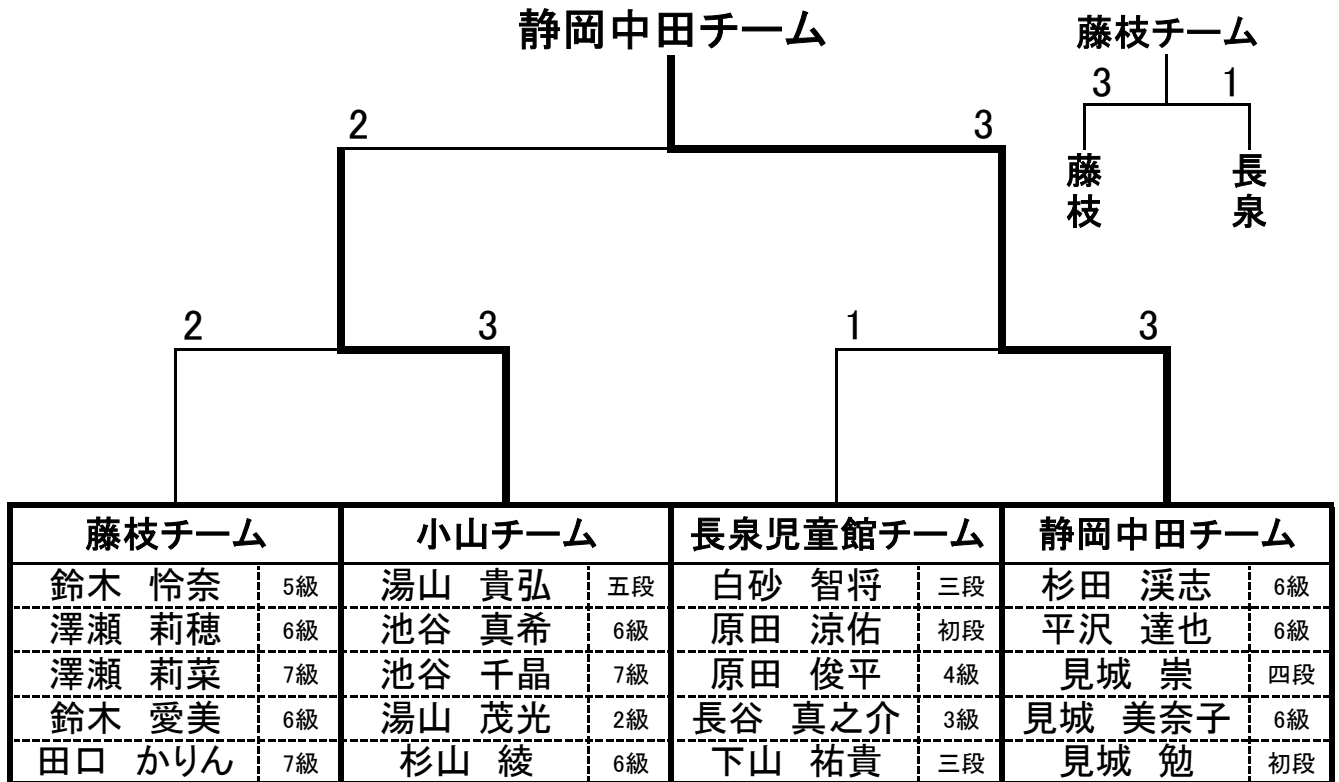 静岡中田チーム
藤枝チーム
3 1
藤枝 長泉
2 3
2 3 1 3
藤枝チーム 小山チーム 長泉児童館チーム 静岡中田チーム
鈴木 怜奈 5級 湯山 貴弘 五段 白砂 智将 三段 杉田 渓志 6級
澤瀬 莉穂 6級 池谷 真希 6級 原田 涼佑 初段 平沢 達也 6級
澤瀬 莉菜 7級 池谷 千晶 7級 原田 俊平 4級 見城 崇 四段
鈴木 愛美 6級 湯山 茂光 2級 長谷 真之介 3級 見城 美奈子 6級
田口 かりん 7級 杉山 綾 6級 下山 祐貴 三段 見城 勉 初段